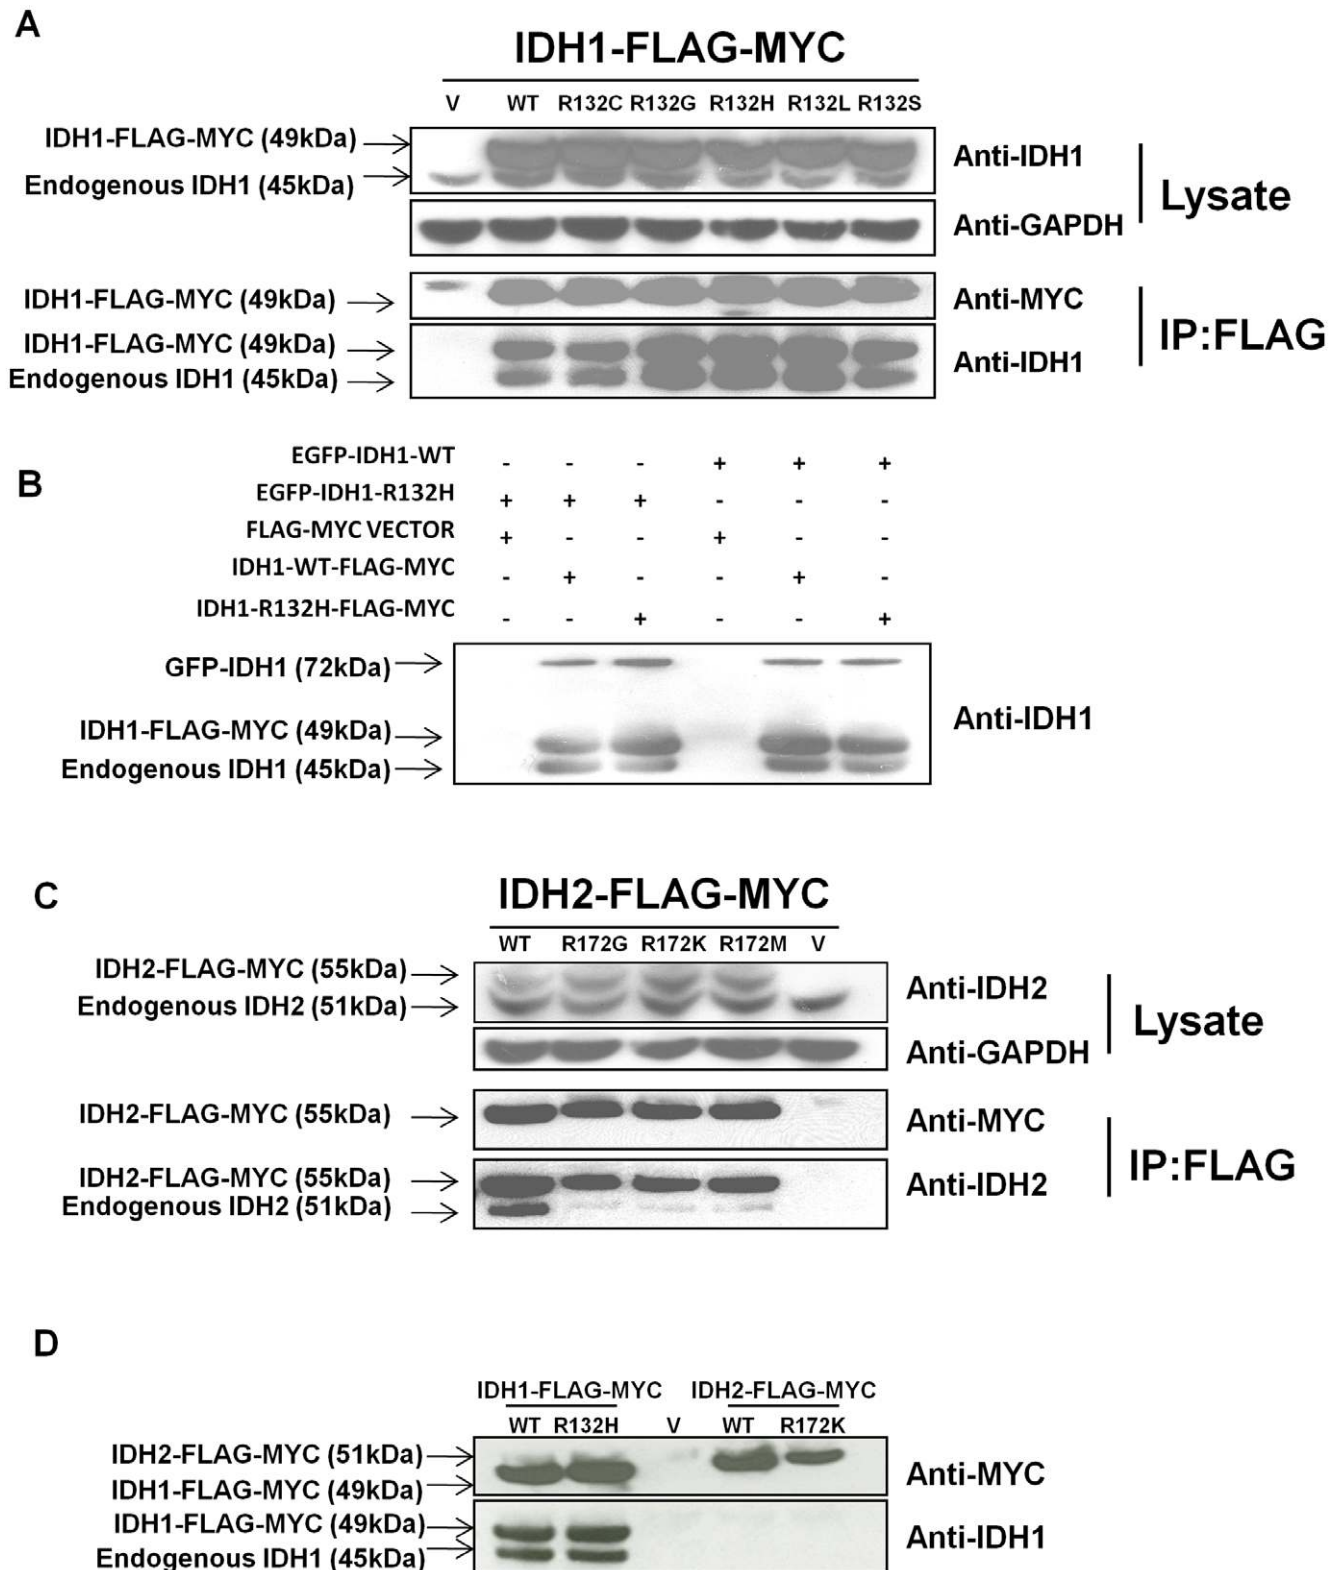 A
IDH1-FLAG-MYC
V WT R132C R132G R132H R132L R132S
IDH1-FLAG-MYC (49kDa)
Endogenous IDH1 (45kDa)
Anti-IDH1
Anti-GAPDH
Lysate
IDH1-FLAG-MYC (49kDa)
Anti-MYC
IDH1-FLAG-MYC (49kDa)
Endogenous IDH1 (45kDa)
Anti-IDH1
IP:FLAG
B
EGFP-IDH1-WT - - - + + +
EGFP-IDH1-R132H + + + - - -
FLAG-MYC VECTOR + - - + - -
IDH1-WT-FLAG-MYC - + - - + -
IDH1-R132H-FLAG-MYC - - + - - +
GFP-IDH1 (72kDa)
IDH1-FLAG-MYC (49kDa)
Endogenous IDH1 (45kDa)
Anti-IDH1
C
IDH2-FLAG-MYC
WT R172G R172K R172M V
IDH2-FLAG-MYC (55kDa)
Endogenous IDH2 (51kDa)
Anti-IDH2
Anti-GAPDH
Lysate
IDH2-FLAG-MYC (55kDa)
Anti-MYC
IDH2-FLAG-MYC (55kDa)
Endogenous IDH2 (51kDa)
Anti-IDH2
IP:FLAG
D
IDH1-FLAG-MYC IDH2-FLAG-MYC
WT R132H V WT R172K
IDH2-FLAG-MYC (51kDa)
IDH1-FLAG-MYC (49kDa)
Anti-MYC
IDH1-FLAG-MYC (49kDa)
Endogenous IDH1 (45kDa)
Anti-IDH1